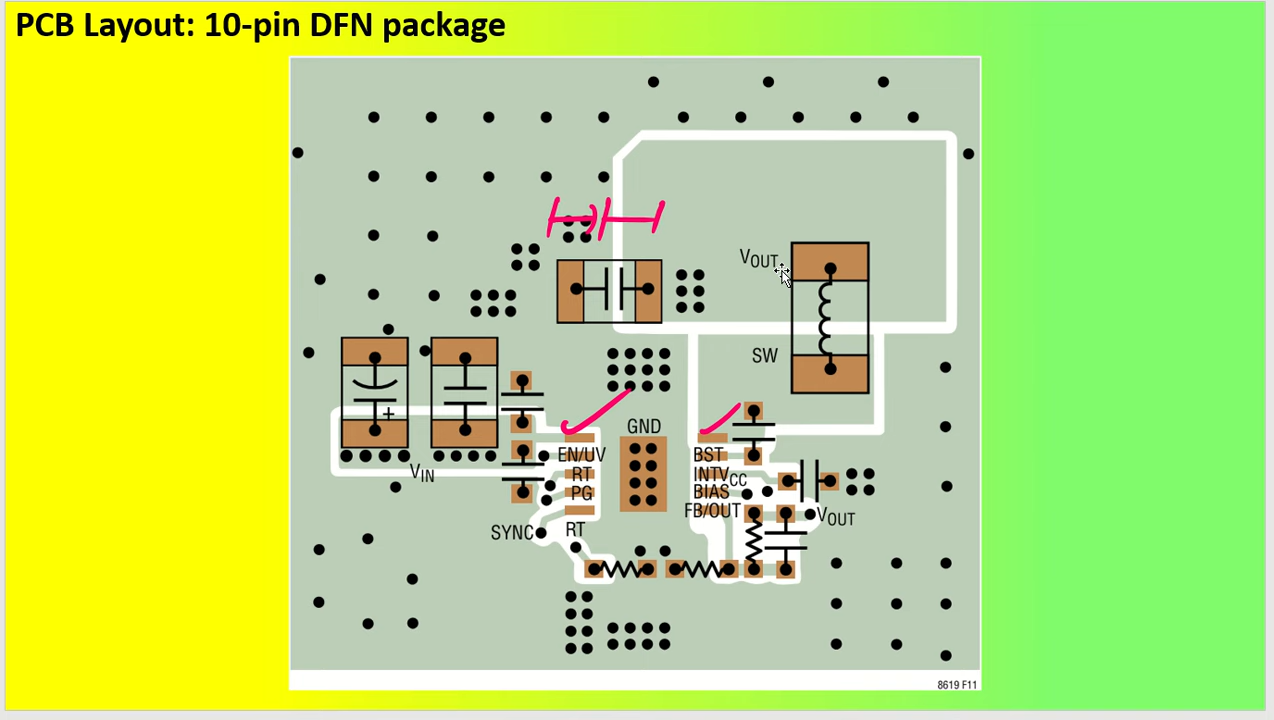 PCB Layout: 10-pin DFN package
VOUT
SW
GND
EN/UV
BST
RT
INTVCC
VIN
PG
BIAS
FB/OUT
SYNC
RT
VOUT
8619 F11